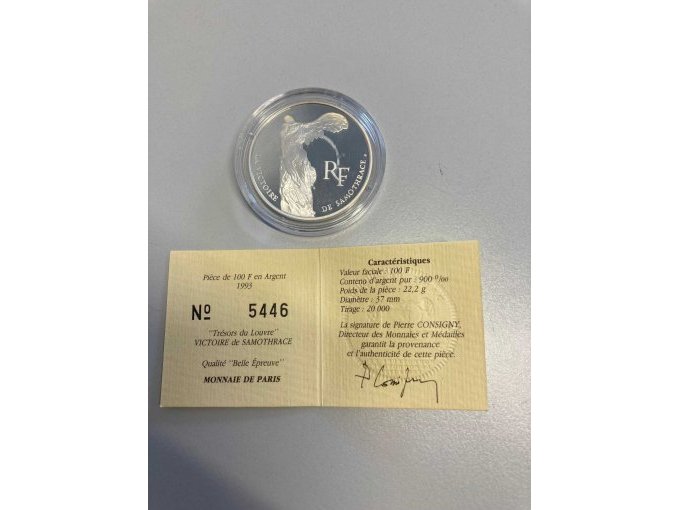 LA VICTOIRE
RF
DE SAMOTHRACE
Pièce de 100 F en Argent
1993
Nº 5446
"Trésors du Louvre"
VICTOIRE de SAMOTHRACE
Qualité "Belle Épreuve"
MONNAIE DE PARIS
Caractéristiques
Valeur faciale : 100 F
Contenu d'argent pur : 900 º/oo
Poids de la pièce : 22,2 g
Diamètre : 37 mm
Tirage : 20 000
La signature de Pierre CONSIGNY,
Directeur des Monnaies et Médailles
garantit la provenance
et l'authenticité de cette pièce.